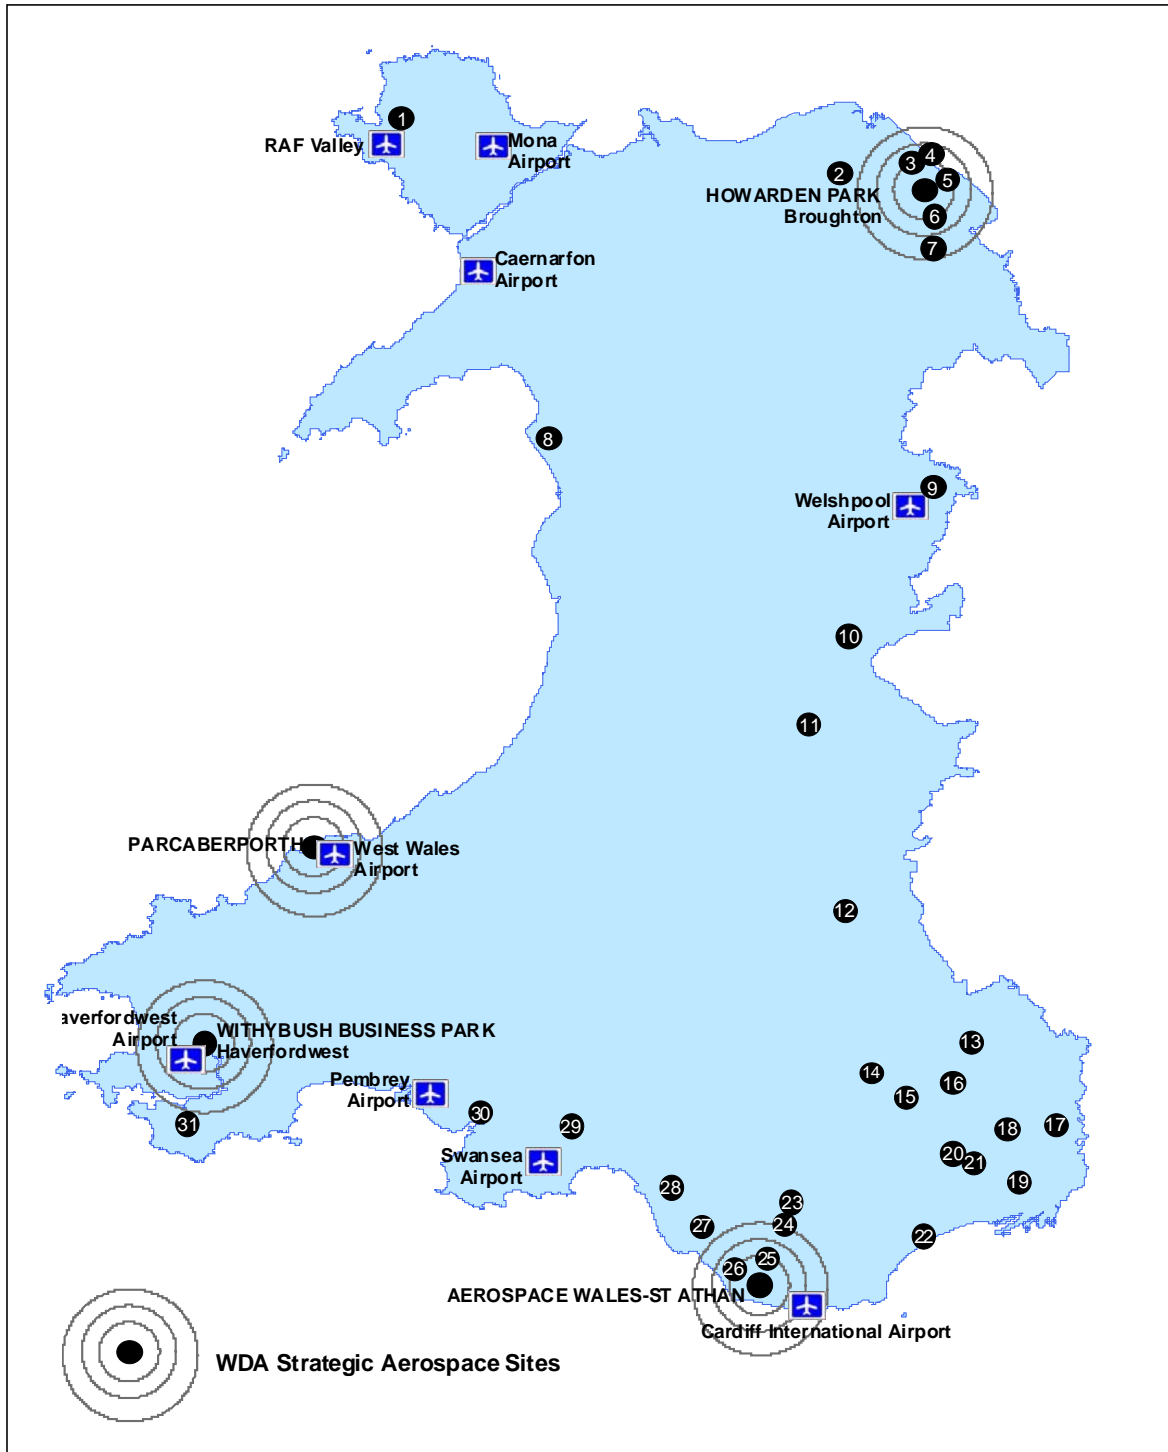 1
RAF Valley
Mona
Airport
2
3
4
5
HOWARDEN PARK
Broughton
6
7
Caernarfon
Airport
8
9
Welshpool
Airport
10
11
PARCABERPORTH
West Wales
Airport
12
averfordwest
Airport
WITHYBUSH BUSINESS PARK
Haverfordwest
13
14
15
16
Pembrey
Airport
30
29
31
17
18
20
21
19
Swansea
Airport
28
27
23
24
22
25
26
AEROSPACE WALES-ST ATHAN
Cardiff International Airport
WDA Strategic Aerospace Sites